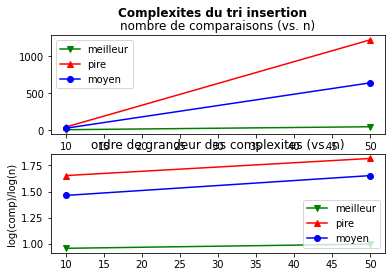 Complexites du tri insertion
nombre de comparaisons (vs. n)
1000
500
0
meilleur
pire
moyen
10 15 20 25 30 35 40 45 50
ordre de grandeur des complexites (vs. n)
log(comp)/log(n)
1.75
1.50
1.25
1.00
meilleur
pire
moyen
10 15 20 25 30 35 40 45 50